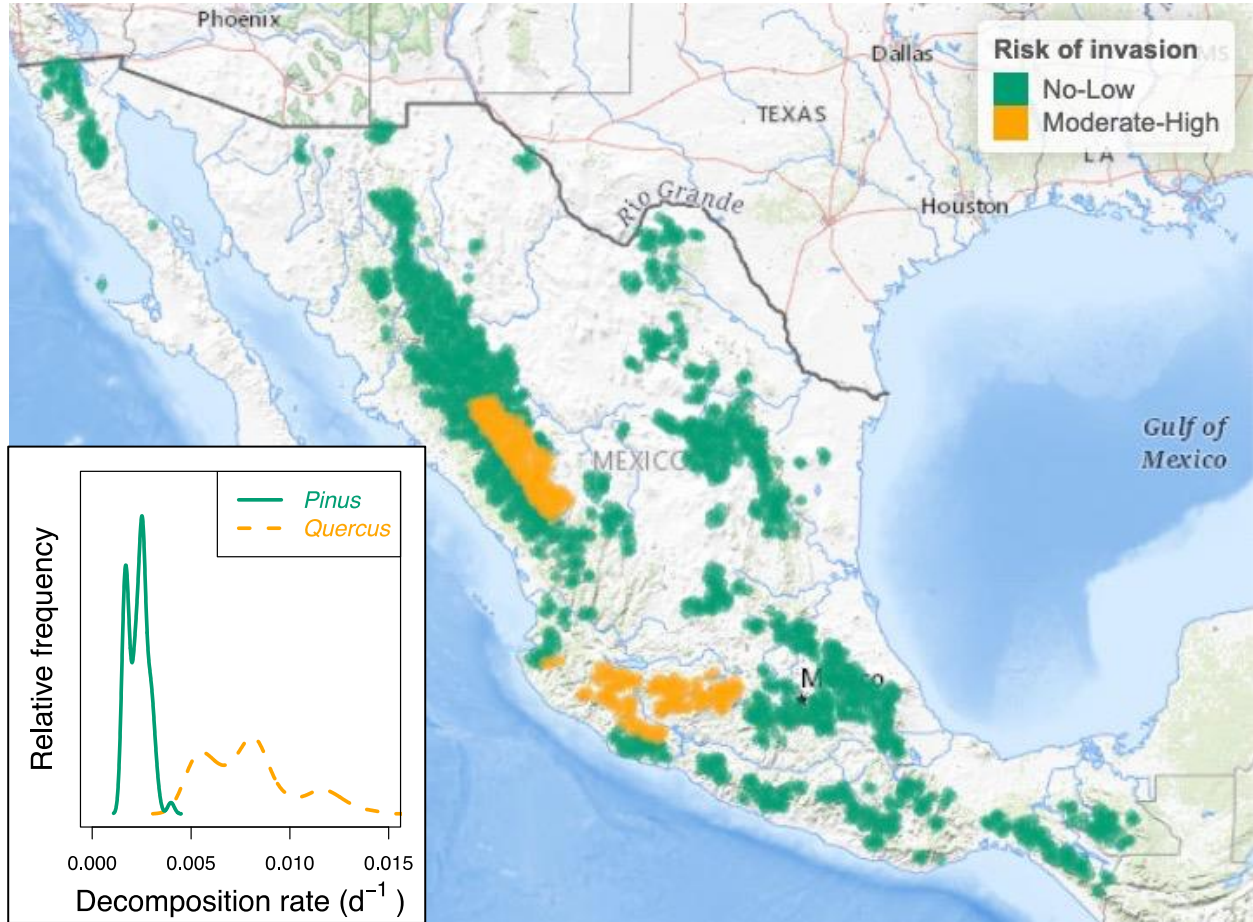 Phoenix
Dallas
TEXAS
LA
Houston
Rio Grande
Gulf of
Mexico
MEXICO
Risk of invasion
No-Low
Moderate-High
Pinus
Quercus
Relative frequency
0.000
0.005
0.010
0.015
Decomposition rate (d⁻¹)